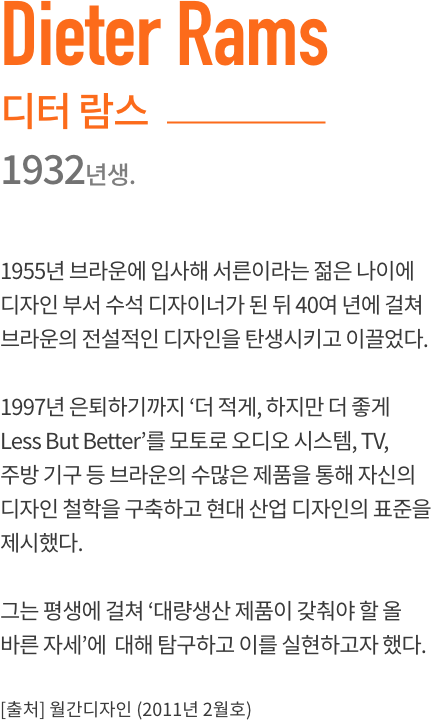 Dieter Rams
디터 람스
1932년생.
1955년 브라운에 입사해 서른이라는 젊은 나이에
디자인 부서 수석 디자이너가 된 뒤 40여 년에 걸쳐
브라운의 전설적인 디자인을 탄생시키고 이끌었다.
1997년 은퇴하기까지 ‘더 적게, 하지만 더 좋게
Less But Better’를 모토로 오디오 시스템, TV,
주방 기구 등 브라운의 수많은 제품을 통해 자신의
디자인 철학을 구축하고 현대 산업 디자인의 표준을
제시했다.
그는 평생에 걸쳐 ‘대량생산 제품이 갖춰야 할 올
바른 자세’에  대해 탐구하고 이를 실현하고자 했다.
[출처] 월간디자인 (2011년 2월호)